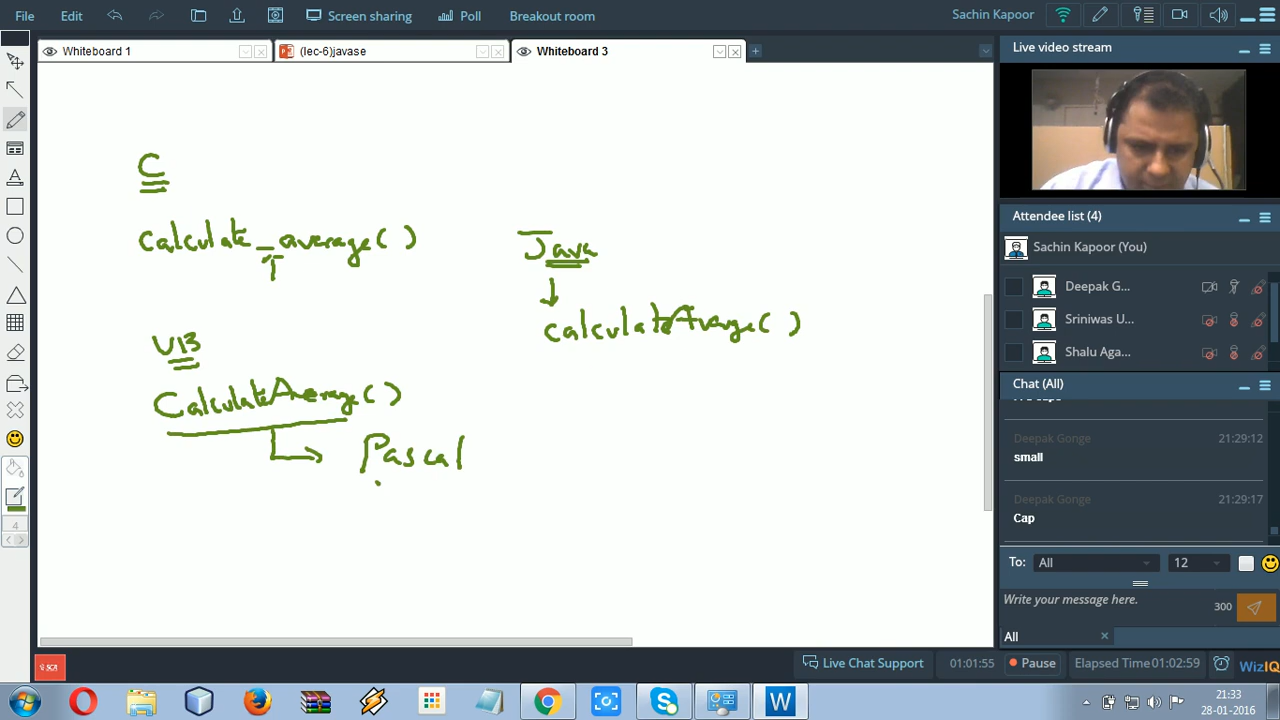 File Edit Screen sharing Poll Breakout room Sachin Kapoor
Whiteboard 1 (lec-6)javase Whiteboard 3
Live video stream
C
calculate_average()
Java
calculateAverage()
VB
CalculateAverage()
Pascal
Attendee list (4)
Sachin Kapoor (You)
Deepak G...
Sriniwas U...
Shalu Aga...
Chat (All)
Deepak Gonge 21:29:12
small
Deepak Gonge 21:29:17
Cap
To: All 12
Write your message here. 300
All
4
Live Chat Support 01:01:55 Pause Elapsed Time 01:02:59 WizIQ
21:33
28-01-2016